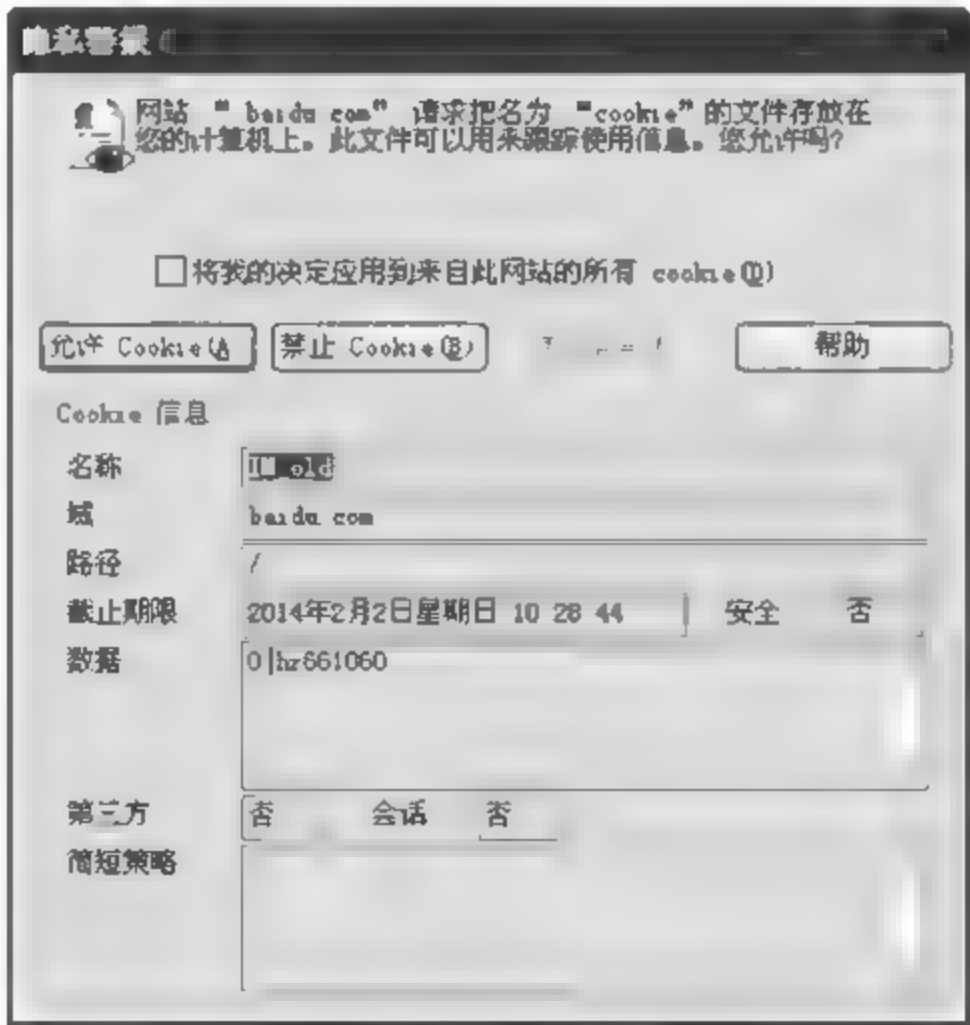 隐私警报
网站 “ baidu com” 请求把名为 “cookie”的文件存放在
您的计算机上。此文件可以用来跟踪使用信息。您允许吗?
将我的决定应用到来自此网站的所有 cookie(D)
允许 Cookie(A 禁止 Cookie(B) 帮助
Cookie 信息
名称 IM old
域 baidu com
路径 /
截止期限 2014年2月2日星期日 10 28 44 安全 否
数据 0|hz661060
第三方 否 会话 否
简短策略